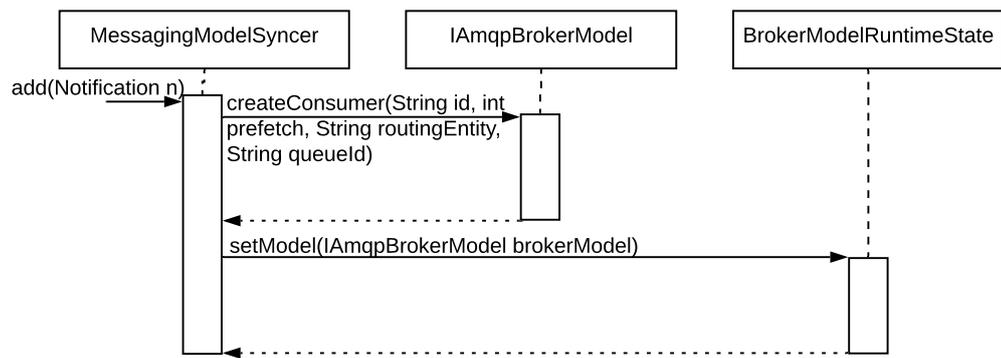 MessagingModelSyncer
IAmqpBrokerModel
BrokerModelRuntimeState
add(Notification n)
createConsumer(String id, int
prefetch, String routingEntity,
String queueId)
setModel(IAmqpBrokerModel brokerModel)